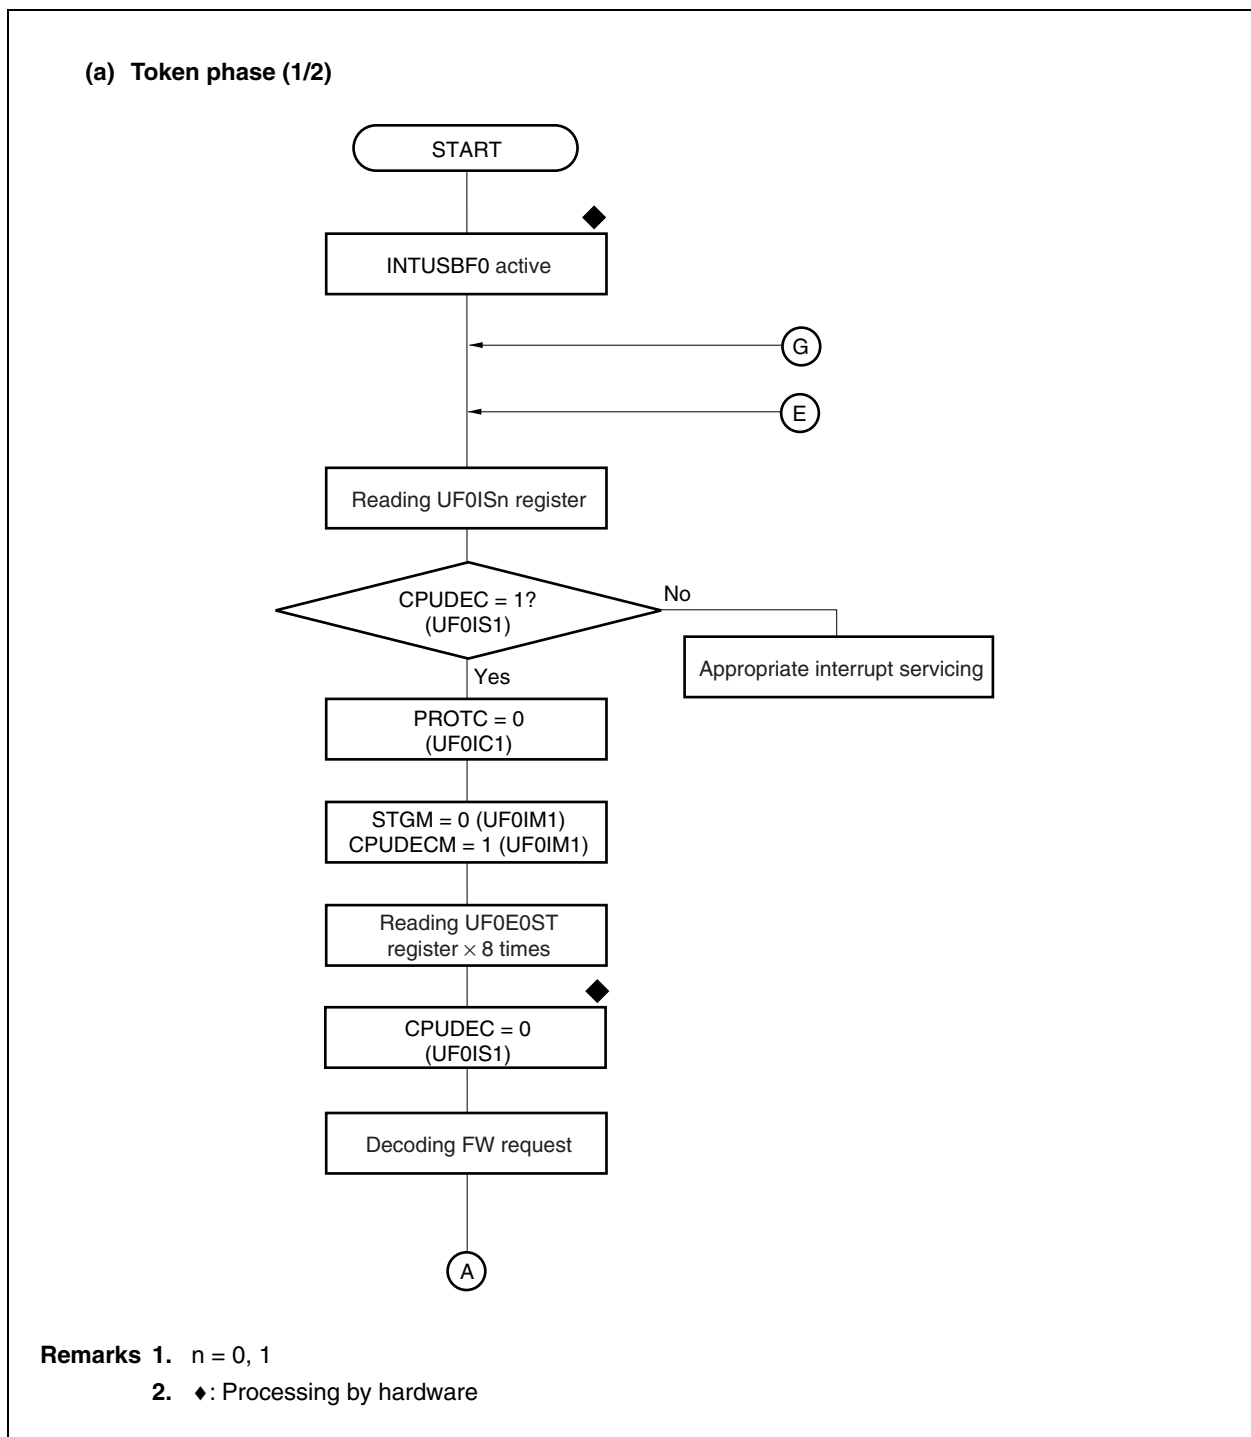 (a) Token phase (1/2)
START
INTUSBF0 active
G
E
Reading UF0ISn register
CPUDEC = 1?
(UF0IS1)
No
Appropriate interrupt servicing
Yes
PROTC = 0
(UF0IC1)
STGM = 0 (UF0IM1)
CPUDECM = 1 (UF0IM1)
Reading UF0E0ST
register × 8 times
CPUDEC = 0
(UF0IS1)
Decoding FW request
A
Remarks 1. n = 0, 1
2. ♦: Processing by hardware